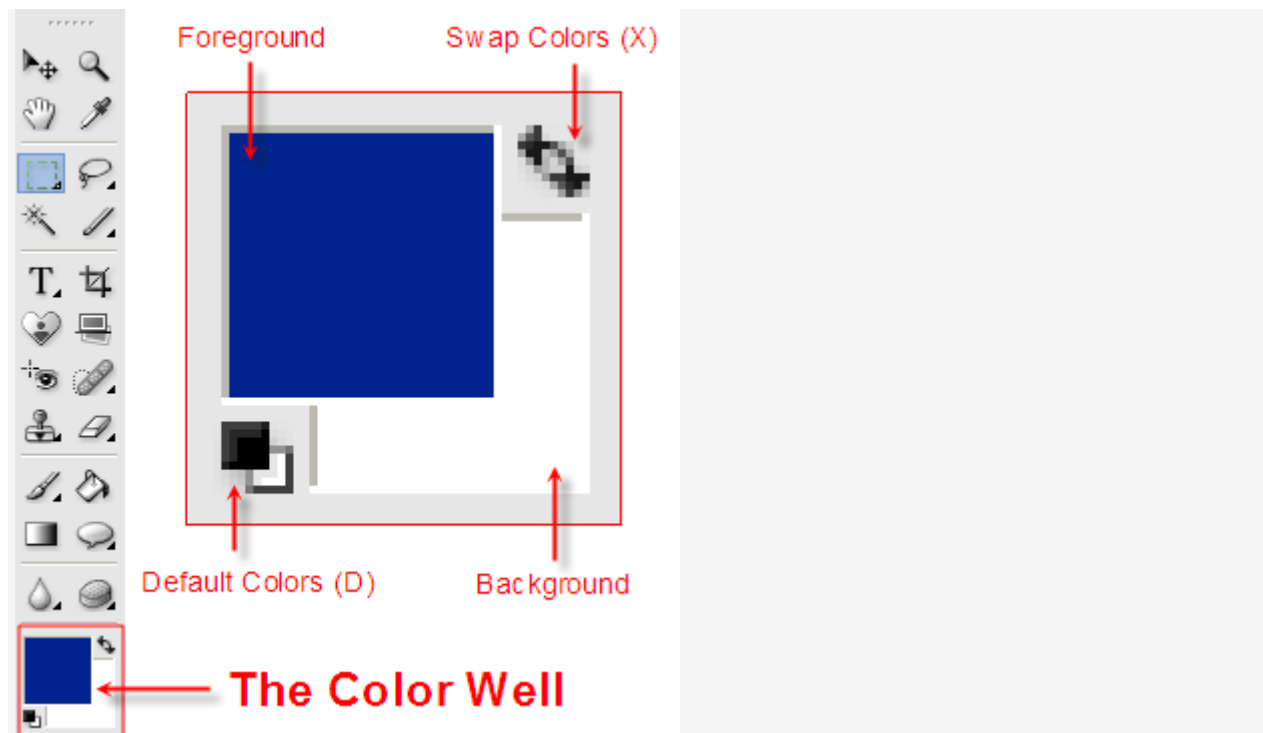 Foreground
Swap Colors (X)
T
Default Colors (D)
Background
The Color Well